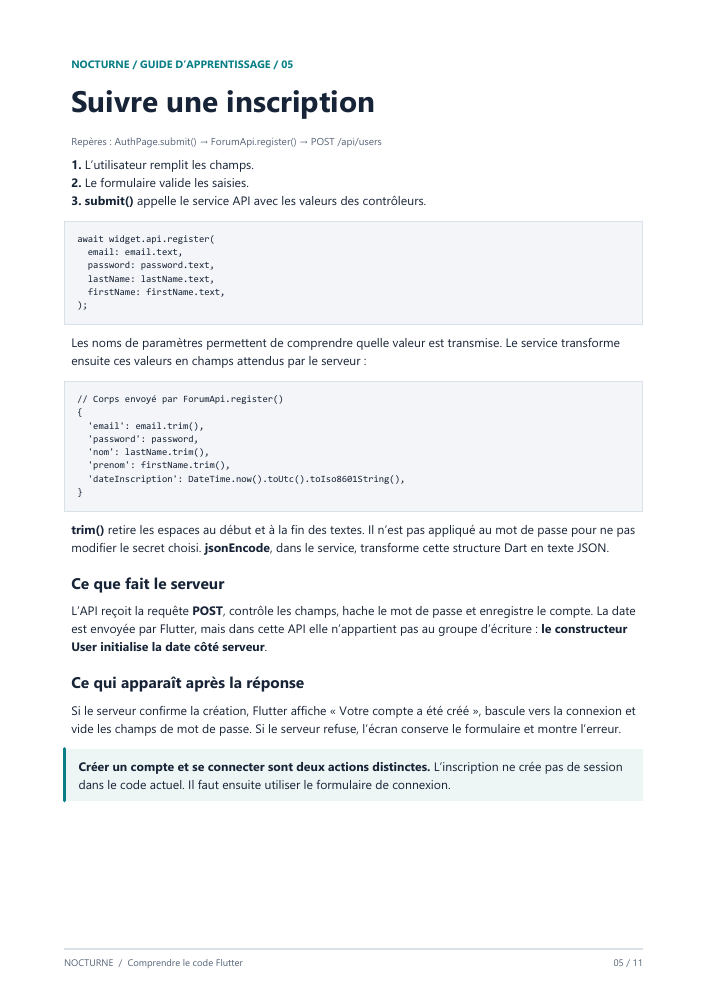 NOCTURNE / GUIDE D’APPRENTISSAGE / 05
Suivre une inscription
Repères : AuthPage.submit() → ForumApi.register() → POST /api/users
1. L’utilisateur remplit les champs.
2. Le formulaire valide les saisies.
3. submit() appelle le service API avec les valeurs des contrôleurs.
await widget.api.register(
  email: email.text,
  password: password.text,
  lastName: lastName.text,
  firstName: firstName.text,
);
Les noms de paramètres permettent de comprendre quelle valeur est transmise. Le service transforme
ensuite ces valeurs en champs attendus par le serveur :
// Corps envoyé par ForumApi.register()
{
  'email': email.trim(),
  'password': password,
  'nom': lastName.trim(),
  'prenom': firstName.trim(),
  'dateInscription': DateTime.now().toUtc().toIso8601String(),
}
trim() retire les espaces au début et à la fin des textes. Il n’est pas appliqué au mot de passe pour ne pas
modifier le secret choisi. jsonEncode, dans le service, transforme cette structure Dart en texte JSON.
Ce que fait le serveur
L’API reçoit la requête POST, contrôle les champs, hache le mot de passe et enregistre le compte. La date
est envoyée par Flutter, mais dans cette API elle n’appartient pas au groupe d’écriture : le constructeur
User initialise la date côté serveur.
Ce qui apparaît après la réponse
Si le serveur confirme la création, Flutter affiche « Votre compte a été créé », bascule vers la connexion et
vide les champs de mot de passe. Si le serveur refuse, l’écran conserve le formulaire et montre l’erreur.
Créer un compte et se connecter sont deux actions distinctes. L’inscription ne crée pas de session
dans le code actuel. Il faut ensuite utiliser le formulaire de connexion.
NOCTURNE / Comprendre le code Flutter
05 / 11